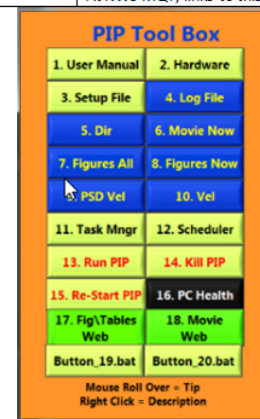 PIP Tool Box
1. User Manual
2. Hardware
3. Setup File
4. Log File
5. Dir
6. Movie Now
7. Figures All
8. Figures Now
PSD Vel
10. Vel
11. Task Mngr
12. Scheduler
13. Run PIP
14. Kill PIP
15. Re-Start PIP
16. PC Health
17. Fig\Tables
Web
18. Movie
Web
Button_19.bat
Button_20.bat
Mouse Roll Over = Tip
Right Click = Description